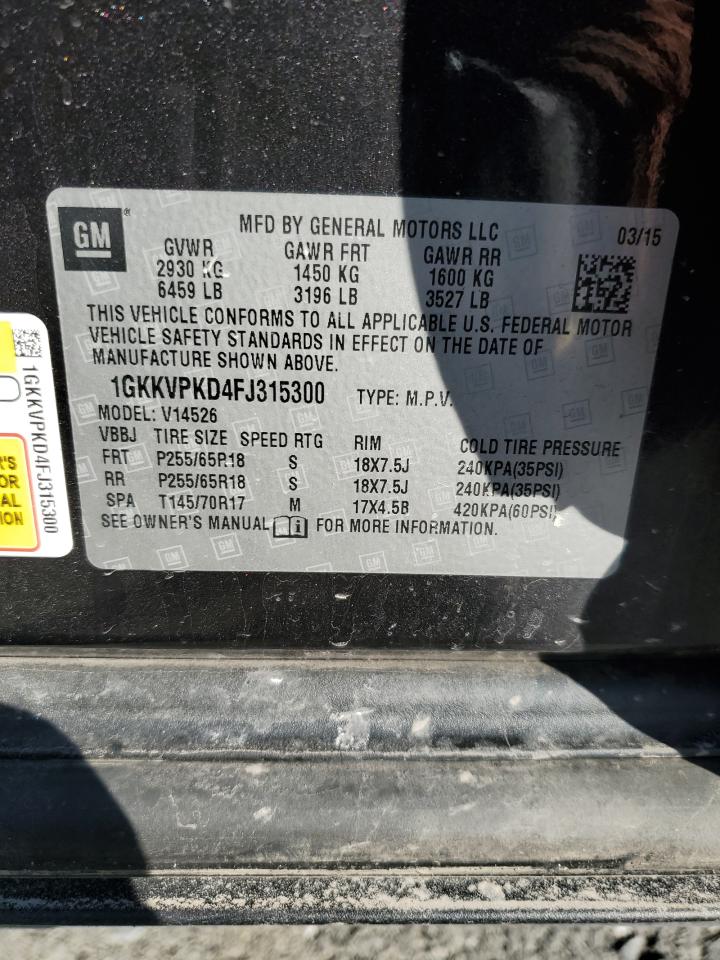 GM®
MFD BY GENERAL MOTORS LLC 03/15
GVWR GAWR FRT GAWR RR
2930 KG 1450 KG 1600 KG
6459 LB 3196 LB 3527 LB
THIS VEHICLE CONFORMS TO ALL APPLICABLE U.S. FEDERAL MOTOR
VEHICLE SAFETY STANDARDS IN EFFECT ON THE DATE OF
MANUFACTURE SHOWN ABOVE.
1GKKVPKD4FJ315300 TYPE: M.P.V.
MODEL: V14526
VBBJ TIRE SIZE SPEED RTG RIM COLD TIRE PRESSURE
FRT P255/65R18 S 18X7.5J 240KPA(35PSI)
RR P255/65R18 S 18X7.5J 240KPA(35PSI)
SPA T145/70R17 M 17X4.5B 420KPA(60PSI)
SEE OWNER'S MANUAL FOR MORE INFORMATION.
1GKKVPKD4FJ315300